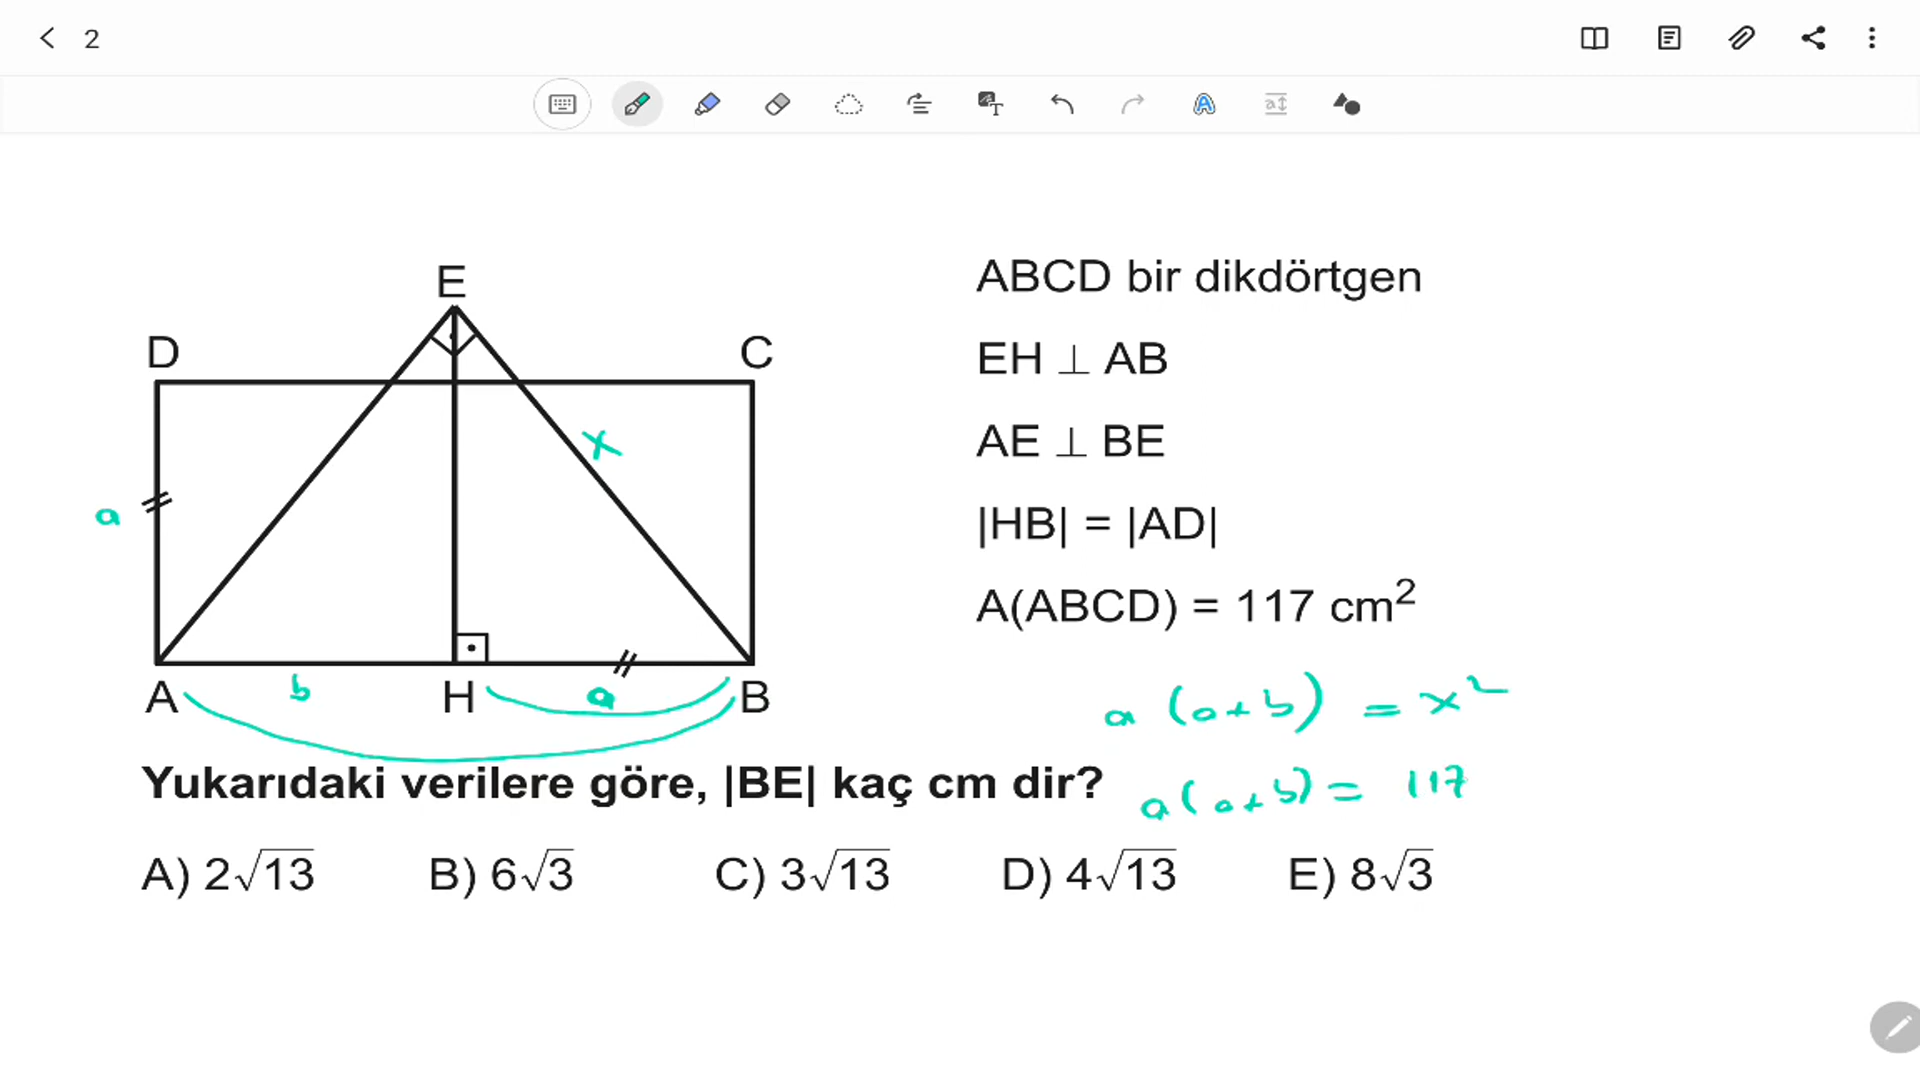 2
E
D
C
ABCD bir dikdörtgen
EH ⊥ AB
x
AE ⊥ BE
a
|HB| = |AD|
A(ABCD) = 117 cm²
A b H a B
a (a+b) = x²
Yukarıdaki verilere göre, |BE| kaç cm dir?
a(a+b) = 117
A) 2√13 B) 6√3 C) 3√13 D) 4√13 E) 8√3